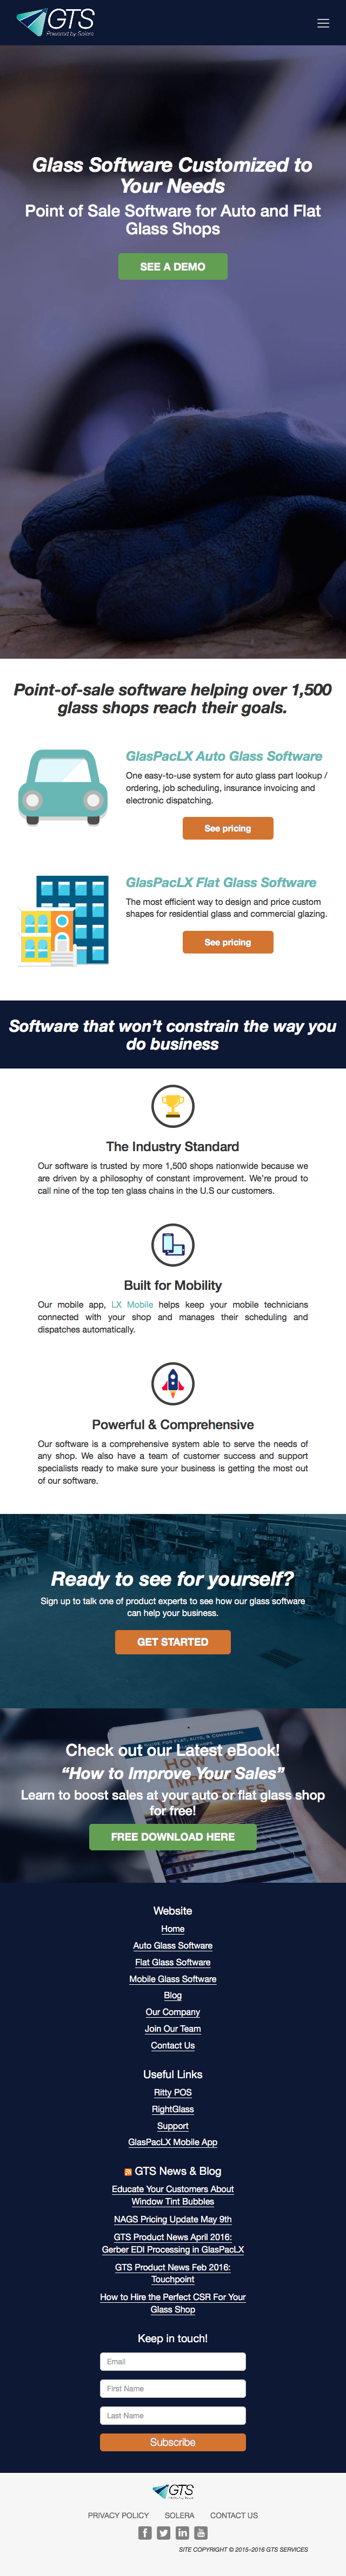 GTS
Powered by Solera
Glass Software Customized to
Your Needs
Point of Sale Software for Auto and Flat
Glass Shops
SEE A DEMO
Point-of-sale software helping over 1,500
glass shops reach their goals.
GlasPacLX Auto Glass Software
One easy-to-use system for auto glass part lookup /
ordering, job scheduling, insurance invoicing and
electronic dispatching.
See pricing
GlasPacLX Flat Glass Software
The most efficient way to design and price custom
shapes for residential glass and commercial glazing.
See pricing
Software that won't constrain the way you
do business
The Industry Standard
Our software is trusted by more 1,500 shops nationwide because we
are driven by a philosophy of constant improvement. We're proud to
call nine of the top ten glass chains in the U.S our customers.
Built for Mobility
Our mobile app, LX Mobile helps keep your mobile technicians
connected with your shop and manages their scheduling and
dispatches automatically.
Powerful & Comprehensive
Our software is a comprehensive system able to serve the needs of
any shop. We also have a team of customer success and support
specialists ready to make sure your business is getting the most out
of our software.
Ready to see for yourself?
Sign up to talk one of product experts to see how our glass software
can help your business.
GET STARTED
Check out our Latest eBook!
“How to Improve Your Sales”
Learn to boost sales at your auto or flat glass shop
for free!
FREE DOWNLOAD HERE
Website
Home
Auto Glass Software
Flat Glass Software
Mobile Glass Software
Blog
Our Company
Join Our Team
Contact Us
Useful Links
Ritty POS
RightGlass
Support
GlasPacLX Mobile App
GTS News & Blog
Educate Your Customers About
Window Tint Bubbles
NAGS Pricing Update May 9th
GTS Product News April 2016:
Gerber EDI Processing in GlasPacLX
GTS Product News Feb 2016:
Touchpoint
How to Hire the Perfect CSR For Your
Glass Shop
Keep in touch!
Email
First Name
Last Name
Subscribe
GTS
PRIVACY POLICY SOLERA CONTACT US
SITE COPYRIGHT © 2015-2016 GTS SERVICES